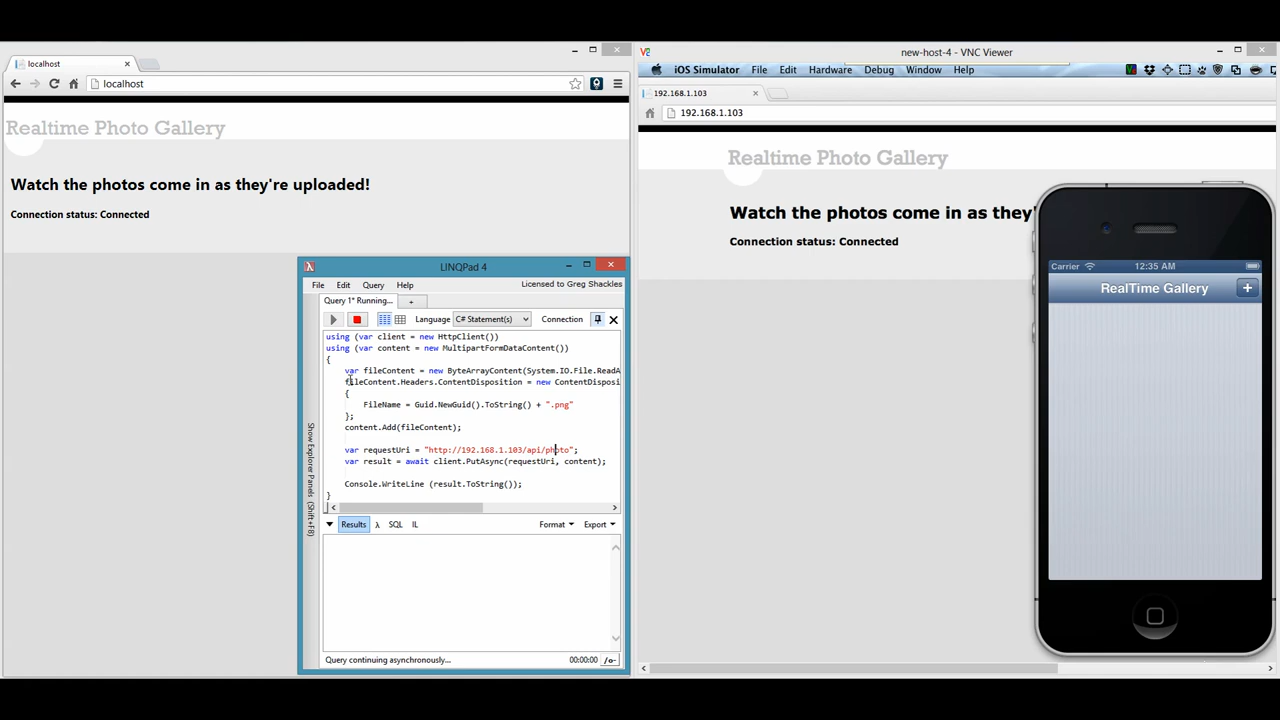 localhost
localhost
Realtime Photo Gallery
Watch the photos come in as they're uploaded!
Connection status: Connected
LINQPad 4
File Edit Query Help Licensed to Greg Shackles
Query 1* Running... +
Language C# Statement(s) Connection
using (var client = new HttpClient())
using (var content = new MultipartFormDataContent())
{
var fileContent = new ByteArrayContent(System.IO.File.ReadA
fileContent.Headers.ContentDisposition = new ContentDisposi
{
FileName = Guid.NewGuid().ToString() + ".png"
};
content.Add(fileContent);
var requestUri = "http://192.168.1.103/api/photo";
var result = await client.PutAsync(requestUri, content);
Console.WriteLine (result.ToString());
}
Show Explorer Panels (Shift+F8)
Results λ SQL IL Format Export
Query continuing asynchronously... 00:00:00 /o-
new-host-4 - VNC Viewer
iOS Simulator File Edit Hardware Debug Window Help
192.168.1.103
192.168.1.103
Realtime Photo Gallery
Watch the photos come in as they'
Connection status: Connected
Carrier 12:35 AM
RealTime Gallery +